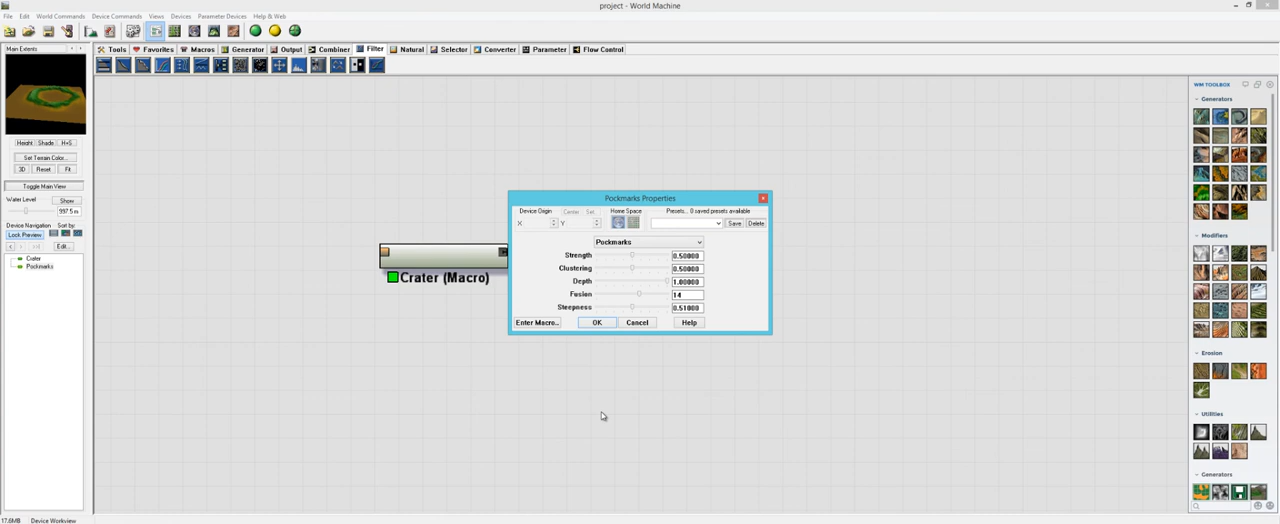 project - World Machine
File Edit World Commands Device Commands Views Devices Parameter Devices Help & Web
Main Extents
Tools Favorites Macros Generator Output Combiner Filter Natural Selector Converter Parameter Flow Control
Height Shade H+S
Set Terrain Color...
3D Reset Fit
Toggle Main View
Water Level Show
997.5 m
Device Navigation Sort by:
Lock Preview
Edit...
Crater
Pockmarks
Crater (Macro)
Pockmarks Properties
Device Origin Center Set Home Space Presets... 0 saved presets available
X Y Save Delete
Pockmarks
Strength 0.50000
Clustering 0.50000
Depth 1.00000
Fusion 14
Steepness 0.51000
Enter Macro... OK Cancel Help
WM TOOLBOX
Generators
Modifiers
Erosion
Utilities
Generators
17.6MB Device Workview